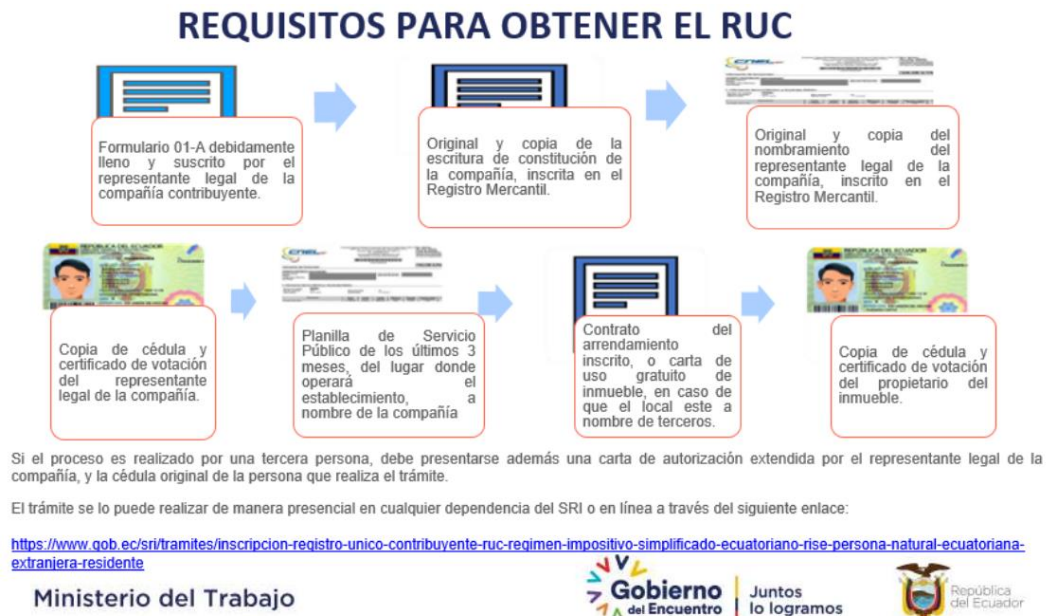 REQUISITOS PARA OBTENER EL RUC
CNEL
Formulario 01-A debidamente
lleno y suscrito por el
representante legal de la
compañía contribuyente.
Original y copia de la
escritura de constitución de
la compañía, inscrita en el
Registro Mercantil.
Original y copia del
nombramiento del
representante legal de la
compañía, inscrito en el
Registro Mercantil.
REPÚBLICA DEL ECUADOR
CNEL
REPÚBLICA DEL ECUADOR
Copia de cédula y
certificado de votación
del representante
legal de la compañía.
Planilla de Servicio
Público de los últimos 3
meses, del lugar donde
operará el
establecimiento, a
nombre de la compañía
Contrato del
arrendamiento
inscrito, o carta de
uso gratuito de
inmueble, en caso de
que el local este a
nombre de terceros.
Copia de cédula y
certificado de votación
del propietario del
inmueble.
Si el proceso es realizado por una tercera persona, debe presentarse además una carta de autorización extendida por el representante legal de la
compañía, y la cédula original de la persona que realiza el trámite.
El trámite se lo puede realizar de manera presencial en cualquier dependencia del SRI o en línea a través del siguiente enlace:
https://www.gob.ec/sri/tramites/inscripcion-registro-unico-contribuyente-ruc-regimen-impositivo-simplificado-ecuatoriano-rise-persona-natural-ecuatoriana-
extranjera-residente
Ministerio del Trabajo
Gobierno
del Encuentro
Juntos
lo logramos
República
del Ecuador